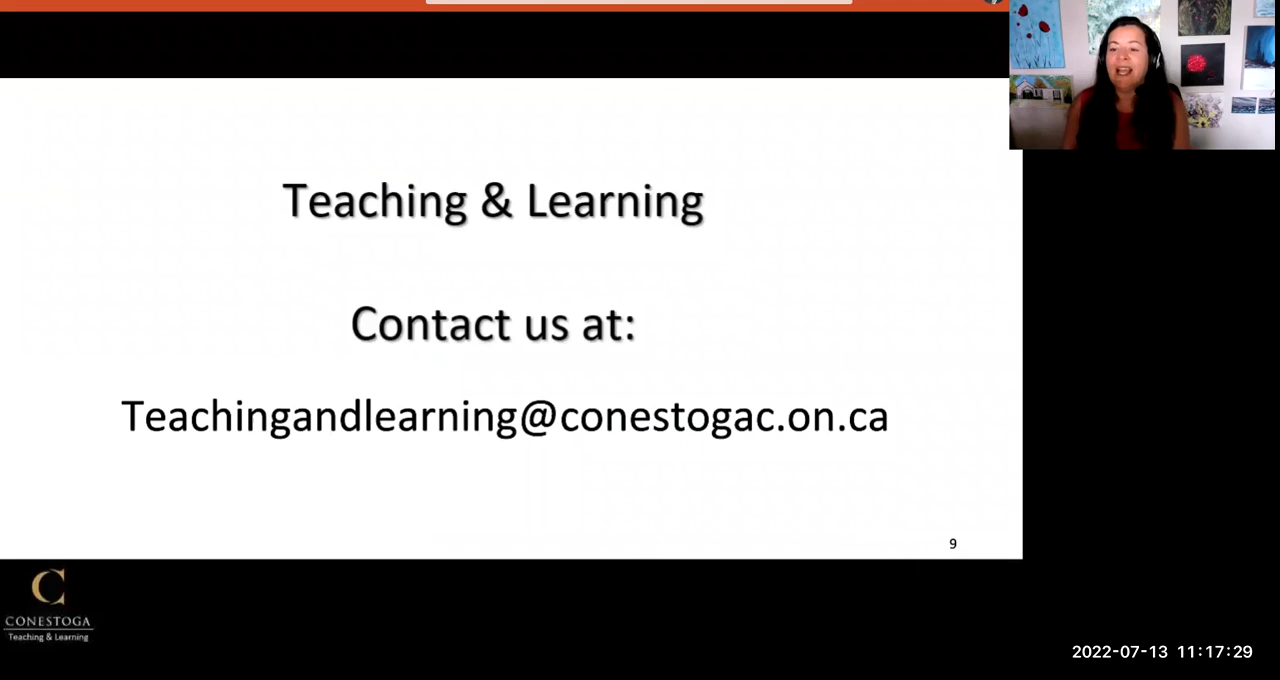 Teaching & Learning
Contact us at:
Teachingandlearning@conestogac.on.ca
9
CONESTOGA
Teaching & Learning
2022-07-13 11:17:29